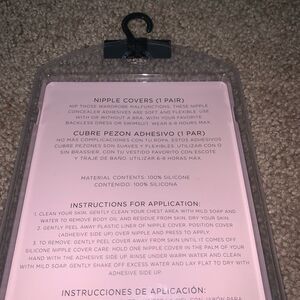 NIPPLE COVERS (1 PAIR)
NIP THOSE WARDROBE MALFUNCTIONS. THESE NIPPLE
CONCEALER ADHESIVES ARE SOFT AND FLEXIBLE. USE
WITH OR WITHOUT A BRA, WITH YOUR FAVORITE
BACKLESS DRESS OR SWIMSUIT. WEAR 6-8 HOURS MAX
CUBRE PEZON ADHESIVO (1 PAR)
NO MAS COMPLICACIONES CON TU ROPA, ESTOS ADHESIVOS
CUBRE PEZONES SON SUAVES Y FLEXIBLES. UTILIZAR CON O
SIN BRASSIER, CON TU VESTIDO FAVORITO CON ESCOTE
Y TRAJE DE BAÑO. UTILIZAR 6-8 HORAS MAX
MATERIAL CONTENTS: 100% SILICONE
CONTENIDO: 100% SILICONA
INSTRUCTIONS FOR APPLICATION:
1. CLEAN YOUR SKIN. GENTLY CLEAN YOUR CHEST AREA WITH MILD SOAP AND
WATER TO REMOVE BODY OIL AND RESIDUE FROM SKIN. DRY YOUR SKIN
2. GENTLY PEEL AWAY PLASTIC LINER OF NIPPLE COVER. POSITION COVER
(ADHESIVE SIDE UP) OVER NIPPLE AND PRESS TO APPLY.
3. TO REMOVE: GENTLY PEEL COVER AWAY FROM SKIN UNTIL IT COMES OFF
SILICONE NIPPLE COVER CARE: HOLD ONE NIPPLE COVER IN THE PALM OF YOUR
HAND WITH THE ADHESIVE SIDE UP. RINSE UNDER WARM WATER AND CLEAN
WITH MILD SOAP. GENTLY SHAKE OFF EXCESS WATER AND LAY FLAT TO DRY WITH
ADHESIVE SIDE UP.
INSTRUCCIONES DE APLICACIÓN: